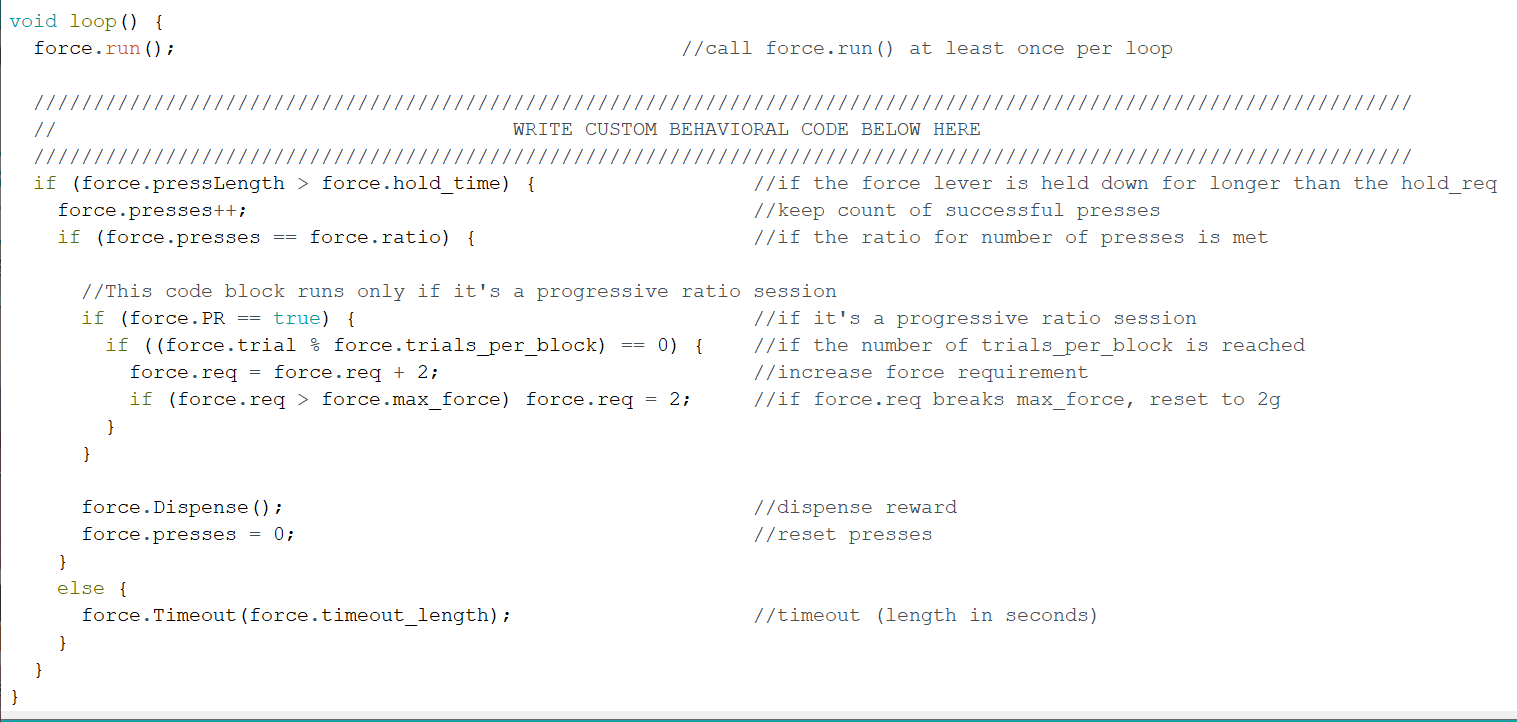 void loop() {
  force.run();                                          //call force.run() at least once per loop
  ///////////////////////////////////////////////////////////////////////////////////////////////////////////////////
  //                                      WRITE CUSTOM BEHAVIORAL CODE BELOW HERE
  ///////////////////////////////////////////////////////////////////////////////////////////////////////////////////
  if (force.pressLength > force.hold_time) {                  //if the force lever is held down for longer than the hold_req
    force.presses++;                                          //keep count of successful presses
    if (force.presses == force.ratio) {                       //if the ratio for number of presses is met
      //This code block runs only if it's a progressive ratio session
      if (force.PR == true) {                                 //if it's a progressive ratio session
        if ((force.trial % force.trials_per_block) == 0) {    //if the number of trials_per_block is reached
          force.req = force.req + 2;                          //increase force requirement
          if (force.req > force.max_force) force.req = 2;     //if force.req breaks max_force, reset to 2g
        }
      }
      force.Dispense();                                       //dispense reward
      force.presses = 0;                                      //reset presses
    }
    else {
      force.Timeout(force.timeout_length);                    //timeout (length in seconds)
    }
  }
}